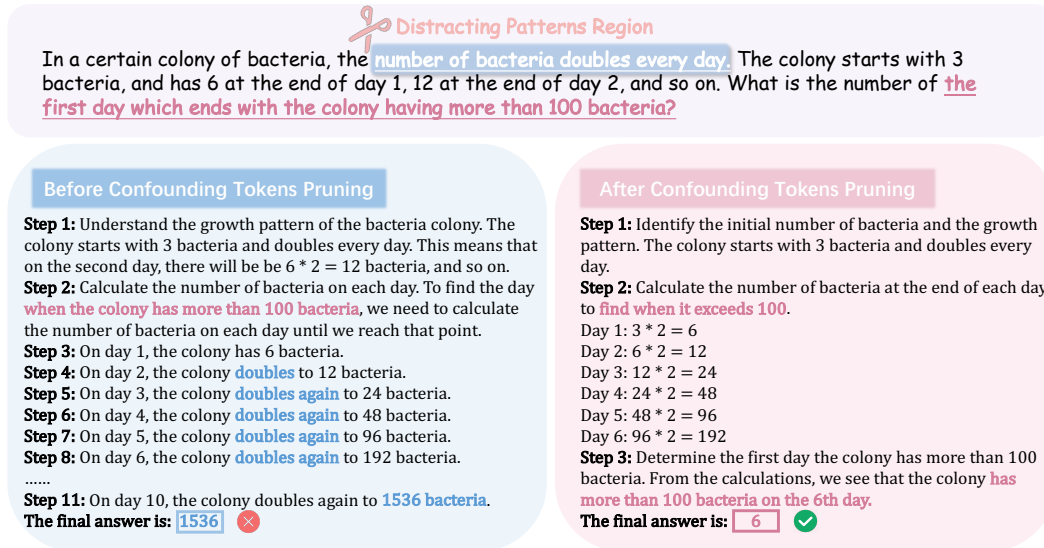 Distracting Patterns Region
In a certain colony of bacteria, the number of bacteria doubles every day. The colony starts with 3
bacteria, and has 6 at the end of day 1, 12 at the end of day 2, and so on. What is the number of the
first day which ends with the colony having more than 100 bacteria?
Before Confounding Tokens Pruning
Step 1: Understand the growth pattern of the bacteria colony. The
colony starts with 3 bacteria and doubles every day. This means that
on the second day, there will be be 6 * 2 = 12 bacteria, and so on.
Step 2: Calculate the number of bacteria on each day. To find the day
when the colony has more than 100 bacteria, we need to calculate
the number of bacteria on each day until we reach that point.
Step 3: On day 1, the colony has 6 bacteria.
Step 4: On day 2, the colony doubles to 12 bacteria.
Step 5: On day 3, the colony doubles again to 24 bacteria.
Step 6: On day 4, the colony doubles again to 48 bacteria.
Step 7: On day 5, the colony doubles again to 96 bacteria.
Step 8: On day 6, the colony doubles again to 192 bacteria.
......
Step 11: On day 10, the colony doubles again to 1536 bacteria.
The final answer is: 1536
After Confounding Tokens Pruning
Step 1: Identify the initial number of bacteria and the growth
pattern. The colony starts with 3 bacteria and doubles every
day.
Step 2: Calculate the number of bacteria at the end of each day
to find when it exceeds 100.
Day 1: 3 * 2 = 6
Day 2: 6 * 2 = 12
Day 3: 12 * 2 = 24
Day 4: 24 * 2 = 48
Day 5: 48 * 2 = 96
Day 6: 96 * 2 = 192
Step 3: Determine the first day the colony has more than 100
bacteria. From the calculations, we see that the colony has
more than 100 bacteria on the 6th day.
The final answer is: 6